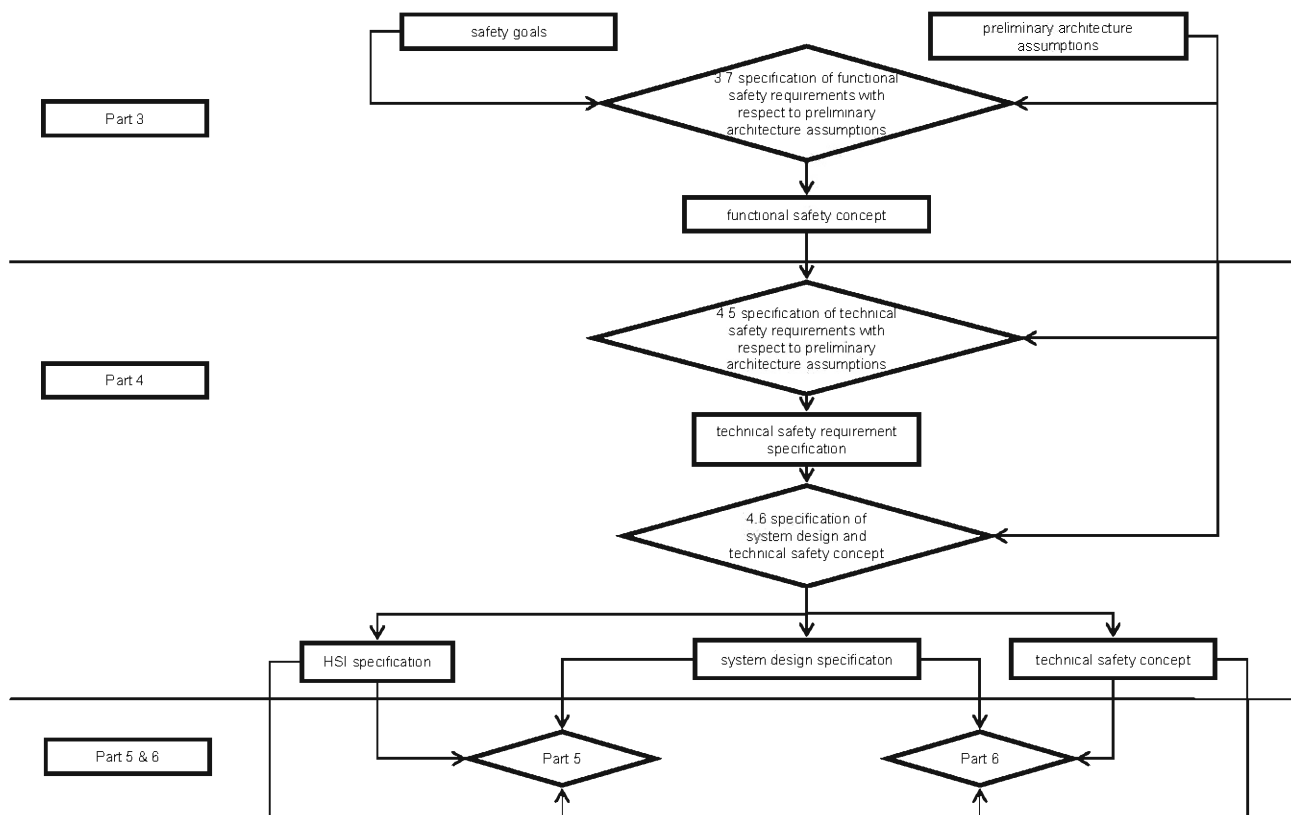 safety goals
preliminary architecture
assumptions
3 7 specification of functional
safety requirements with
respect to preliminary
architecture assumptions
Part 3
functional safety concept
4 5 specification of technical
safety requirements with
respect to preliminary
architecture assumptions
Part 4
technical safety requirement
specification
4.6 specification of
system design and
technical safety concept
HSI specification
system design specificaton
technical safety concept
Part 5 & 6
Part 5
Part 6